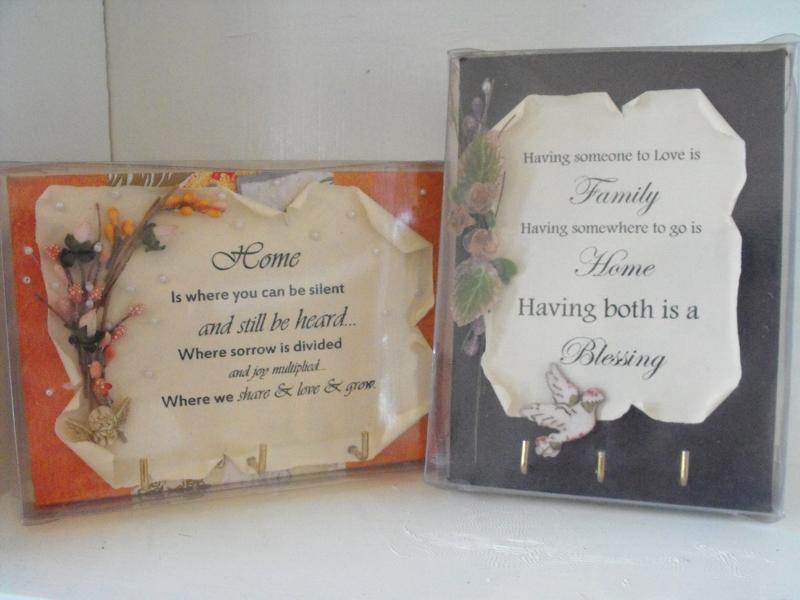 Home
Is where you can be silent
and still be heard...
Where sorrow is divided
and joy multiplied...
Where we share & love & grow.
Having someone to Love is
Family
Having somewhere to go is
Home
Having both is a
Blessing